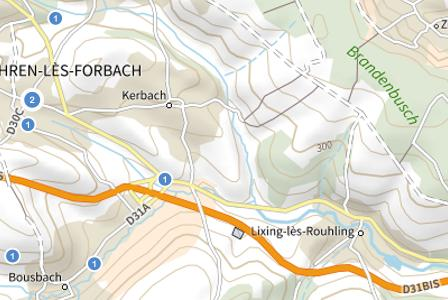 1
HREN-LÈS-FORBACH
Brandenbusch
Kerbach
2
D30C
1
300
1
D31A
Lixing-lès-Rouhling
1
1
Bousbach
D31BIS